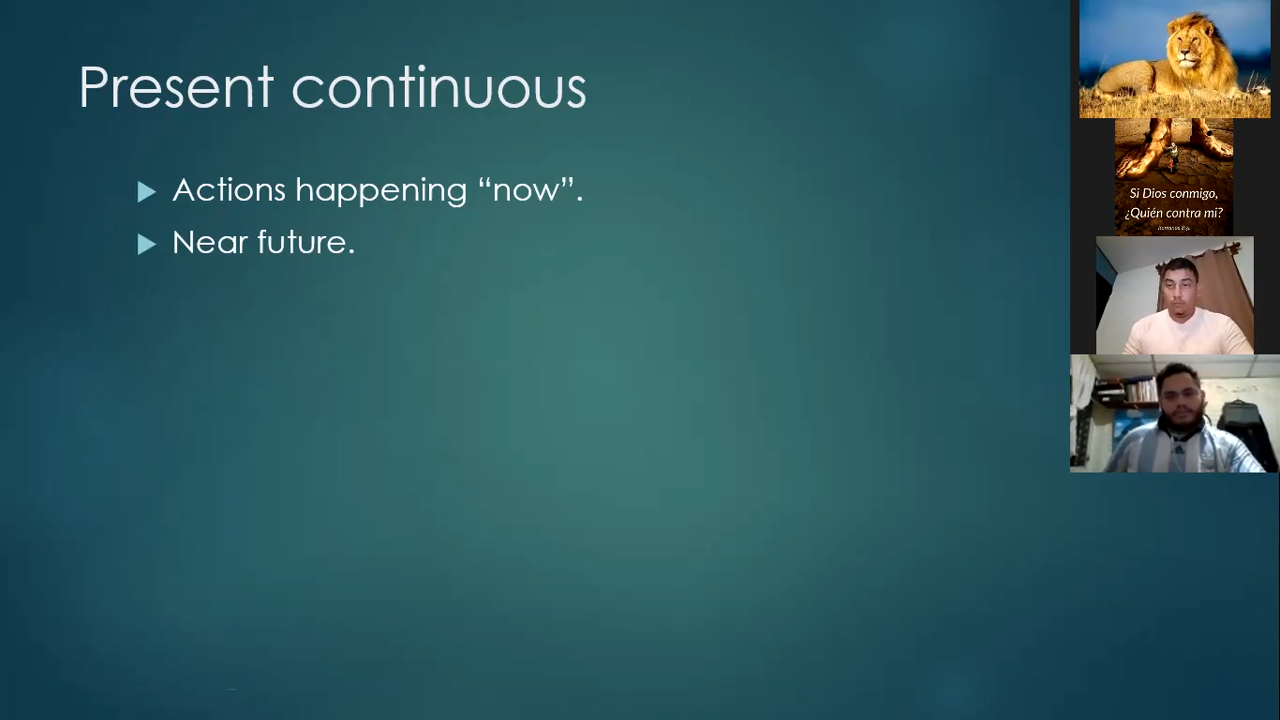 Present continuous
Actions happening “now”.
Near future.
Si Dios conmigo,
¿Quién contra mi?